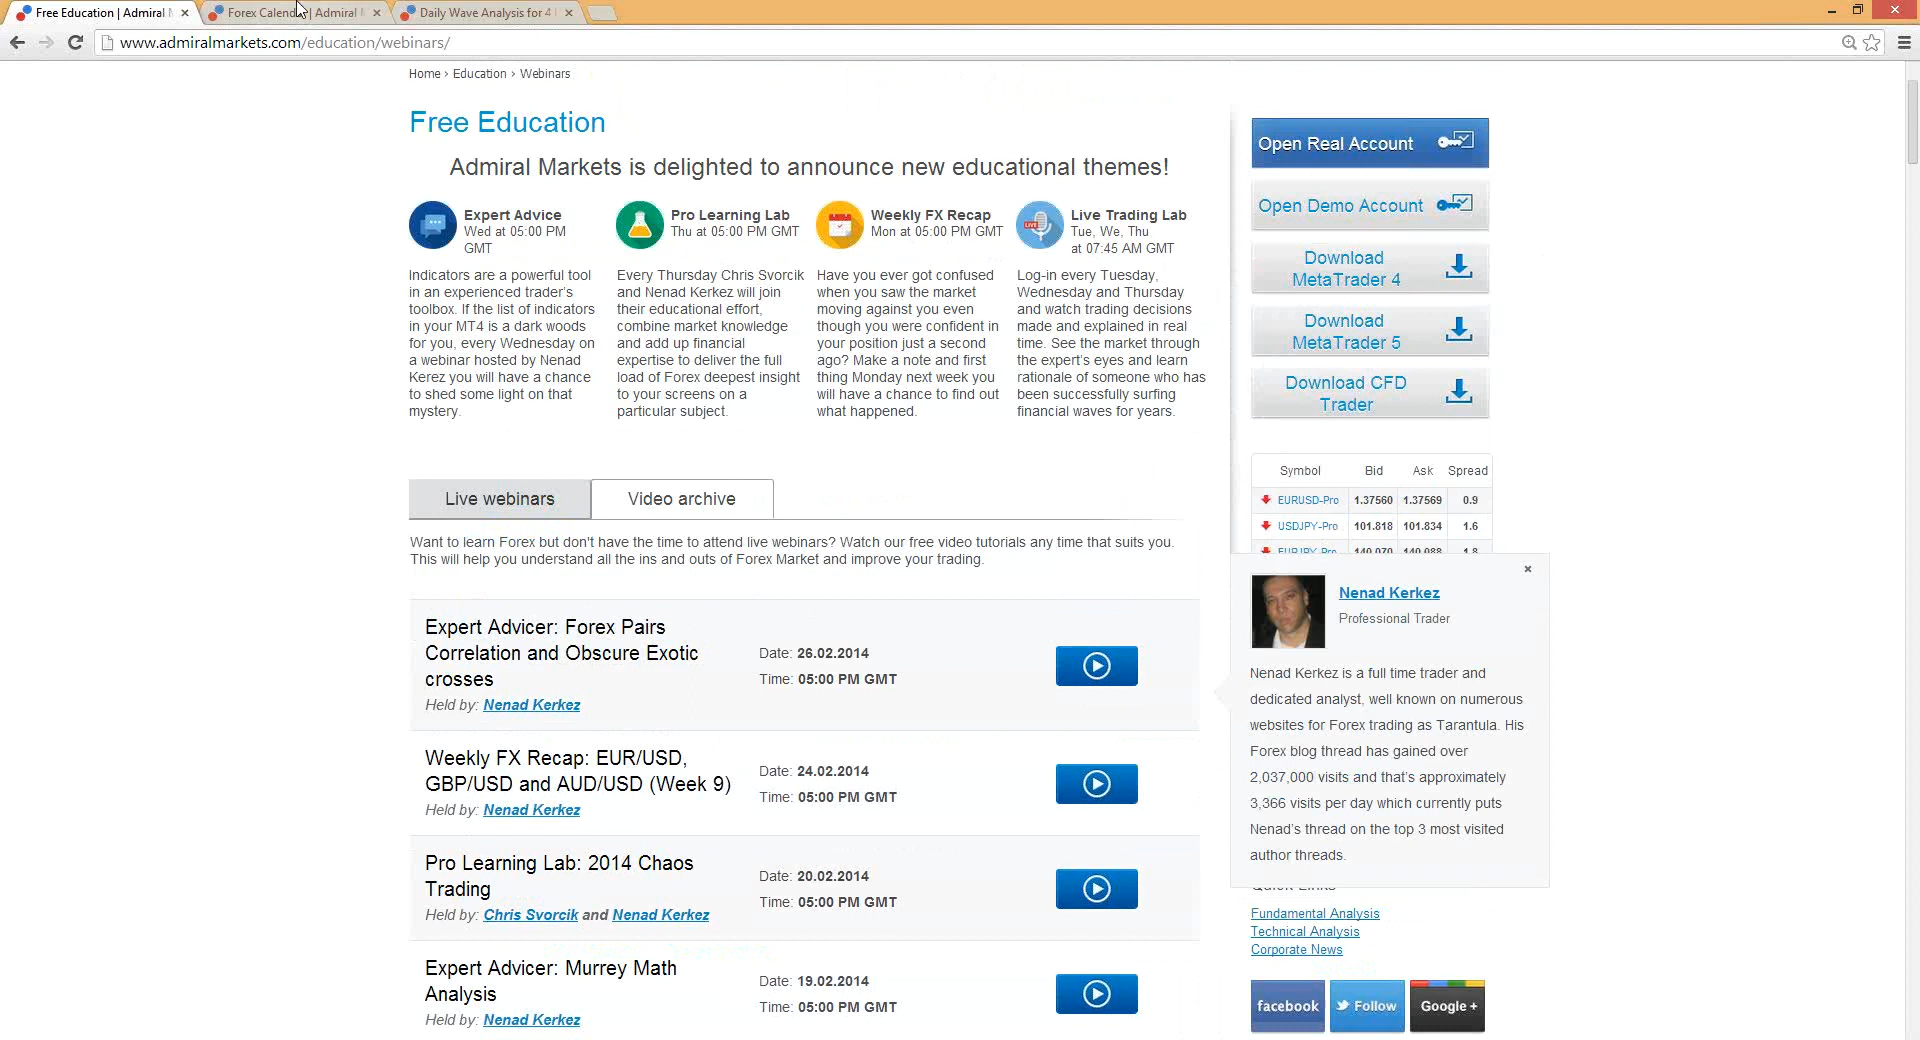 Free Education | Admiral M
Forex Calend | Admiral M
Daily Wave Analysis for 4
www.admiralmarkets.com/education/webinars/
Home › Education › Webinars
Free Education
Admiral Markets is delighted to announce new educational themes!
Expert Advice
Wed at 05:00 PM
GMT
Indicators are a powerful tool
in an experienced trader's
toolbox. If the list of indicators
in your MT4 is a dark woods
for you, every Wednesday on
a webinar hosted by Nenad
Kerez you will have a chance
to shed some light on that
mystery.
Pro Learning Lab
Thu at 05:00 PM GMT
Every Thursday Chris Svorcik
and Nenad Kerkez will join
their educational effort,
combine market knowledge
and add up financial
expertise to deliver the full
load of Forex deepest insight
to your screens on a
particular subject.
Weekly FX Recap
Mon at 05:00 PM GMT
Have you ever got confused
when you saw the market
moving against you even
though you were confident in
your position just a second
ago? Make a note and first
thing Monday next week you
will have a chance to find out
what happened.
LIVE
Live Trading Lab
Tue, We, Thu
at 07:45 AM GMT
Log-in every Tuesday,
Wednesday and Thursday
and watch trading decisions
made and explained in real
time. See the market through
the expert's eyes and learn
rationale of someone who has
been successfully surfing
financial waves for years.
Open Real Account
Open Demo Account
Download
MetaTrader 4
Download
MetaTrader 5
Download CFD
Trader
Symbol Bid Ask Spread
EURUSD-Pro 1.37560 1.37569 0.9
USDJPY-Pro 101.818 101.834 1.6
EURJPY-Pro 140.070 140.088 1.8
Live webinars
Video archive
Want to learn Forex but don't have the time to attend live webinars? Watch our free video tutorials any time that suits you.
This will help you understand all the ins and outs of Forex Market and improve your trading.
Expert Advicer: Forex Pairs
Correlation and Obscure Exotic
crosses
Held by: Nenad Kerkez
Date: 26.02.2014
Time: 05:00 PM GMT
Weekly FX Recap: EUR/USD,
GBP/USD and AUD/USD (Week 9)
Held by: Nenad Kerkez
Date: 24.02.2014
Time: 05:00 PM GMT
Pro Learning Lab: 2014 Chaos
Trading
Held by: Chris Svorcik and Nenad Kerkez
Date: 20.02.2014
Time: 05:00 PM GMT
Expert Advicer: Murrey Math
Analysis
Held by: Nenad Kerkez
Date: 19.02.2014
Time: 05:00 PM GMT
Nenad Kerkez
Professional Trader
Nenad Kerkez is a full time trader and
dedicated analyst, well known on numerous
websites for Forex trading as Tarantula. His
Forex blog thread has gained over
2,037,000 visits and that's approximately
3,366 visits per day which currently puts
Nenad's thread on the top 3 most visited
author threads.
Quick Links
Fundamental Analysis
Technical Analysis
Corporate News
facebook
Follow
Google +